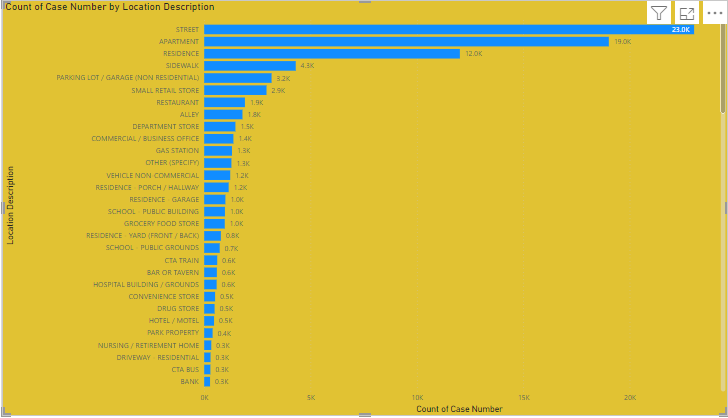 Count of Case Number by Location Description
STREET 23.0K
APARTMENT 19.0K
RESIDENCE 12.0K
SIDEWALK 4.3K
PARKING LOT / GARAGE (NON RESIDENTIAL) 3.2K
SMALL RETAIL STORE 2.9K
RESTAURANT 1.9K
ALLEY 1.8K
DEPARTMENT STORE 1.5K
COMMERCIAL / BUSINESS OFFICE 1.4K
GAS STATION 1.3K
OTHER (SPECIFY) 1.3K
VEHICLE NON-COMMERCIAL 1.2K
RESIDENCE - PORCH / HALLWAY 1.2K
RESIDENCE - GARAGE 1.0K
SCHOOL - PUBLIC BUILDING 1.0K
GROCERY FOOD STORE 1.0K
RESIDENCE - YARD (FRONT / BACK) 0.8K
SCHOOL - PUBLIC GROUNDS 0.7K
CTA TRAIN 0.6K
BAR OR TAVERN 0.6K
HOSPITAL BUILDING / GROUNDS 0.6K
CONVENIENCE STORE 0.5K
DRUG STORE 0.5K
HOTEL / MOTEL 0.5K
PARK PROPERTY 0.4K
NURSING / RETIREMENT HOME 0.3K
DRIVEWAY - RESIDENTIAL 0.3K
CTA BUS 0.3K
BANK 0.3K
Location Description
0K 5K 10K 15K 20K
Count of Case Number